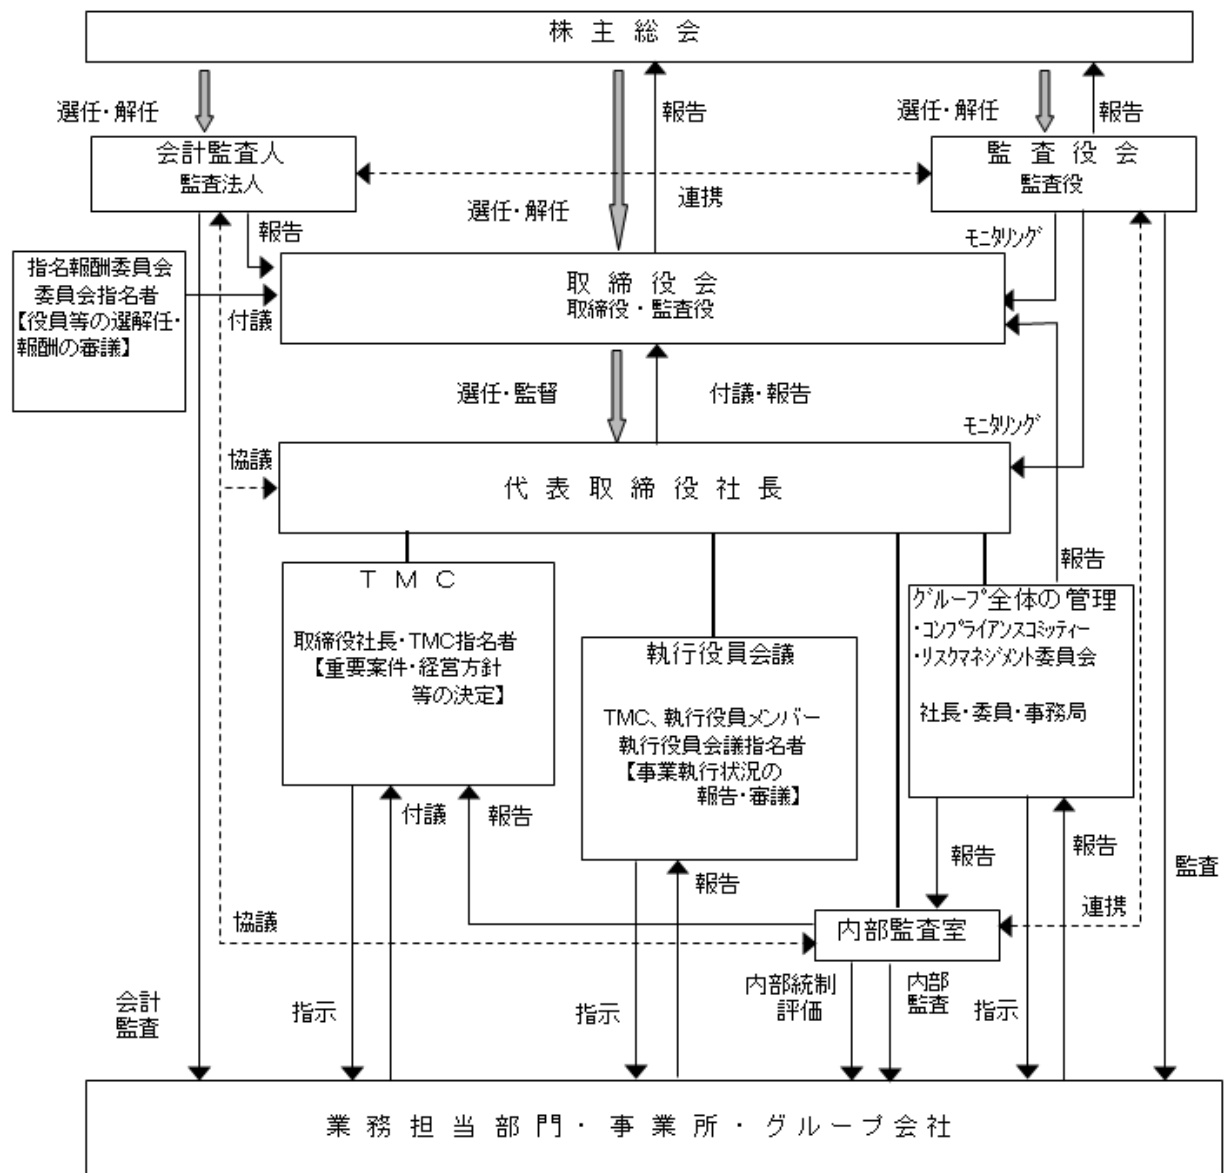 株主総会
選任・解任
報告
選任・解任
報告
会計監査人
監査法人
監査役会
監査役
連携
選任・解任
報告
モニタリング
指名報酬委員会
委員会指名者
【役員等の選解任・
報酬の審議】
付議
取締役会
取締役・監査役
選任・監督
付議・報告
モニタリング
協議
代表取締役社長
報告
TMC
取締役社長・TMC指名者
【重要案件・経営方針
等の決定】
執行役員会議
TMC、執行役員メンバー
執行役員会議指名者
【事業執行状況の
報告・審議】
グループ全体の管理
・コンプライアンスコミッティー
・リスクマネジメント委員会
社長・委員・事務局
付議
報告
報告
報告
報告
監査
協議
連携
内部監査室
会計
監査
指示
指示
内部統制
評価
内部
監査
指示
業務担当部門・事業所・グループ会社